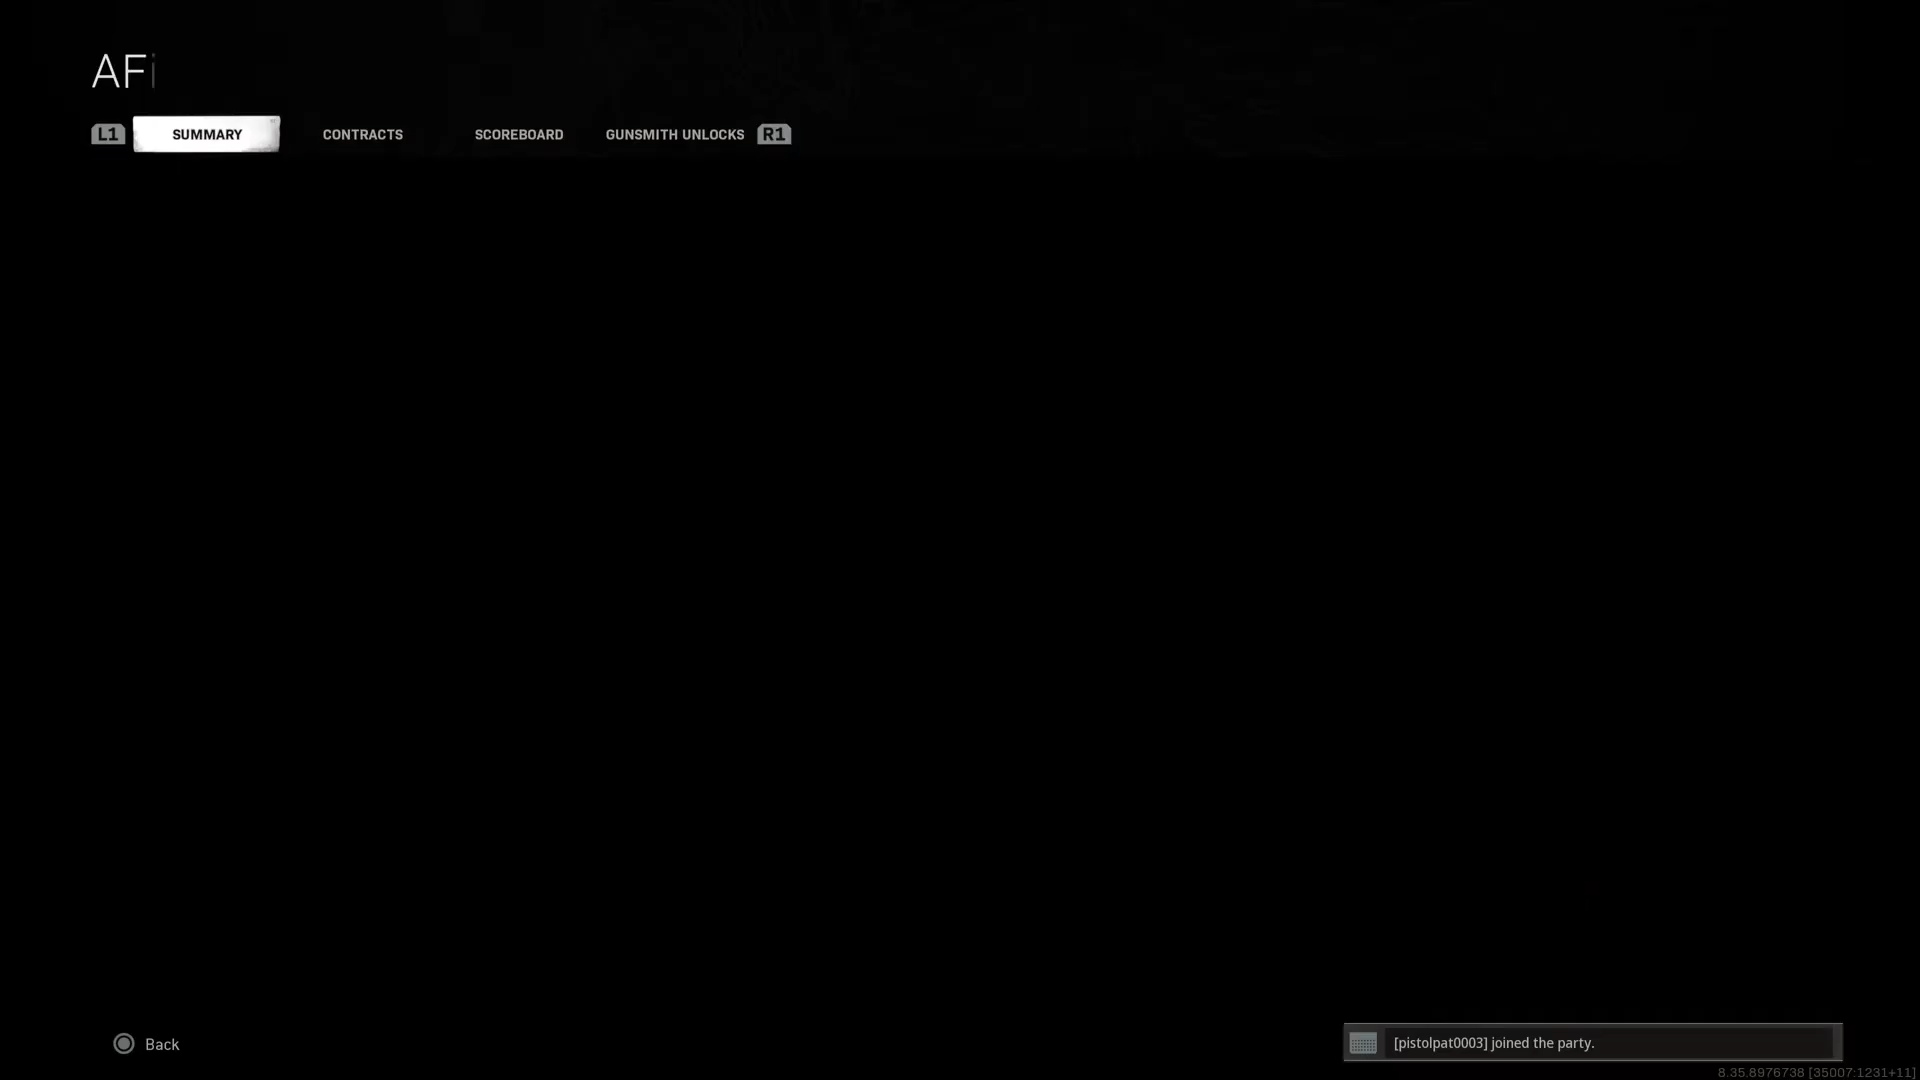 AF
L1 SUMMARY CONTRACTS SCOREBOARD GUNSMITH UNLOCKS R1
Back
[pistolpat0003] joined the party.
8.35.8976738 [35007:1231+11]